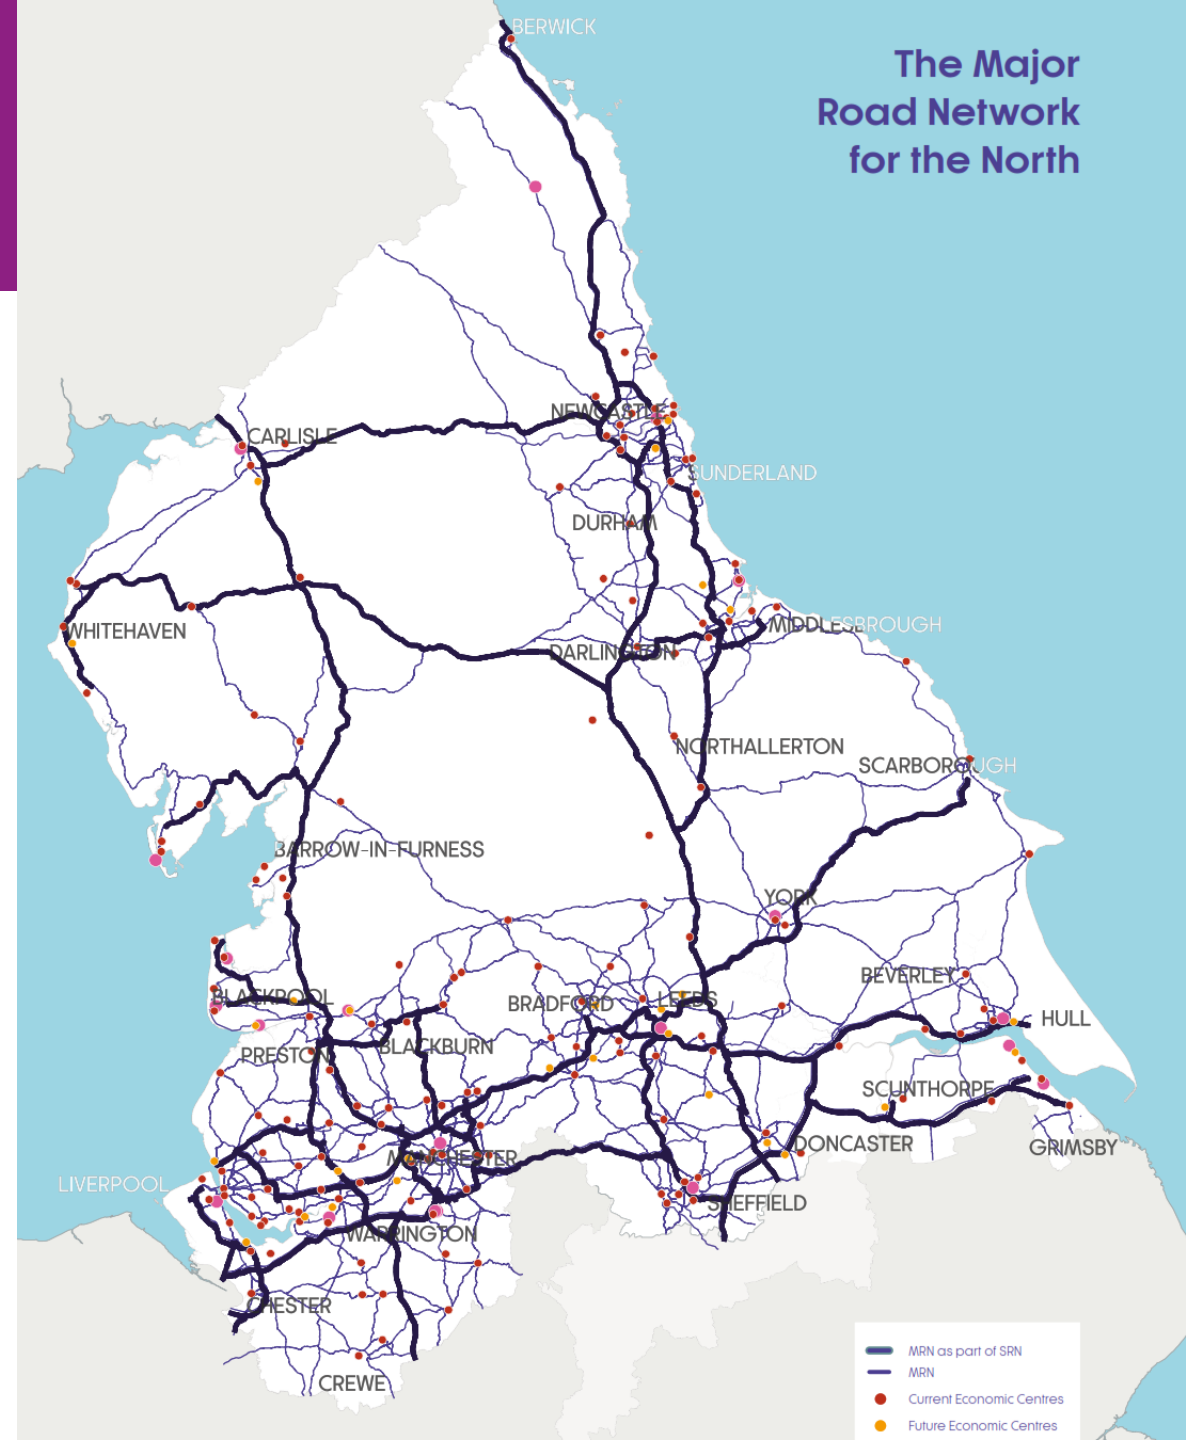 BERWICK
The Major
Road Network
for the North
NEWCASTLE
CARLISLE
SUNDERLAND
DURHAM
WHITEHAVEN
MIDDLESBROUGH
DARLINGTON
NORTHALLERTON
SCARBOROUGH
BARROW-IN-FURNESS
YORK
BEVERLEY
BLACKPOOL
BRADFORD
LEEDS
HULL
PRESTON
BLACKBURN
SCUNTHORPE
DONCASTER
GRIMSBY
MANCHESTER
LIVERPOOL
SHEFFIELD
WARRINGTON
CHESTER
CREWE
MRN as part of SRN
MRN
Current Economic Centres
Future Economic Centres